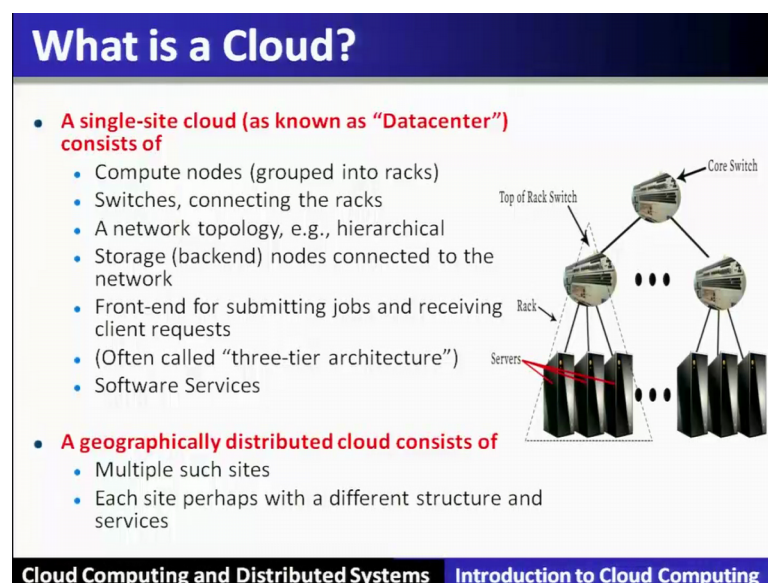 What is a Cloud?
A single-site cloud (as known as “Datacenter”)
consists of
Compute nodes (grouped into racks)
Switches, connecting the racks
A network topology, e.g., hierarchical
Storage (backend) nodes connected to the
network
Front-end for submitting jobs and receiving
client requests
(Often called “three-tier architecture”)
Software Services
A geographically distributed cloud consists of
Multiple such sites
Each site perhaps with a different structure and
services
Core Switch
Top of Rack Switch
Rack
Servers
Cloud Computing and Distributed Systems
Introduction to Cloud Computing